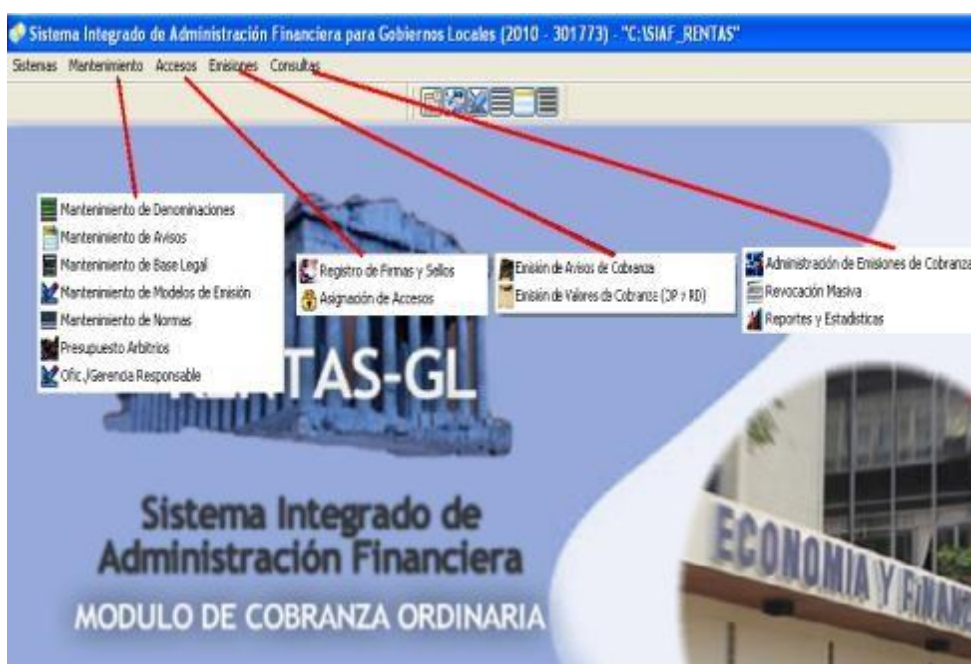 Sistema Integrado de Administración Financiera para Gobiernos Locales (2010 - 301773) - "C:\SIAF_RENTAS"
Sistemas Mantenimiento Accesos Emisiones Consultas
Mantenimiento de Denominaciones
Mantenimiento de Avisos
Mantenimiento de Base Legal
Mantenimiento de Modelos de Emisión
Mantenimiento de Normas
Presupuesto Arbitrios
Ofic./Gerencia Responsable
Registro de Firmas y Sellos
Asignación de Accesos
Emisión de Avisos de Cobranza
Emisión de Valores de Cobranza (OP y RD)
Administración de Emisiones de Cobranza
Revocación Masiva
Reportes y Estadísticas
RENTAS-GL
Sistema Integrado de
Administración Financiera
MODULO DE COBRANZA ORDINARIA
ECONOMIA Y FINANZ